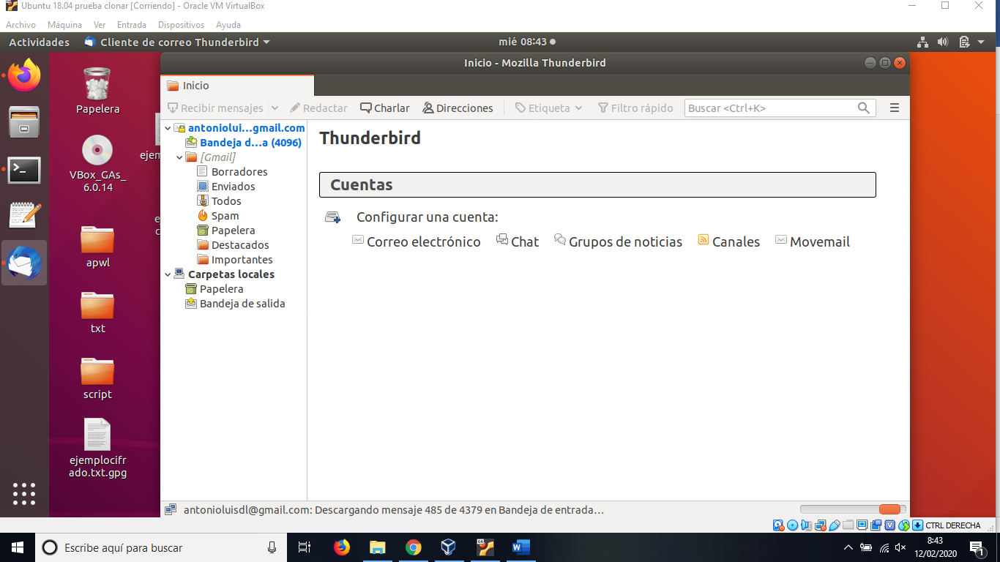 Ubuntu 18.04 prueba clonar [Corriendo] - Oracle VM VirtualBox
Archivo Máquina Ver Entrada Dispositivos Ayuda
Actividades Cliente de correo Thunderbird mié 08:43
Inicio - Mozilla Thunderbird
Inicio
Recibir mensajes Redactar Charlar Direcciones Etiqueta Filtro rápido Buscar <Ctrl+K>
Papelera
VBox_GAs_
6.0.14
apwl
txt
script
ejemplocifr
ado.txt.gpg
ejem
ej
c
antoniolui...gmail.com
Bandeja d...a (4096)
[Gmail]
Borradores
Enviados
Todos
Spam
Papelera
Destacados
Importantes
Carpetas locales
Papelera
Bandeja de salida
Thunderbird
Cuentas
Configurar una cuenta:
Correo electrónico Chat Grupos de noticias Canales Movemail
antonioluisdl@gmail.com: Descargando mensaje 485 de 4379 en Bandeja de entrada...
CTRL DERECHA
Escribe aquí para buscar
8:43
12/02/2020
1